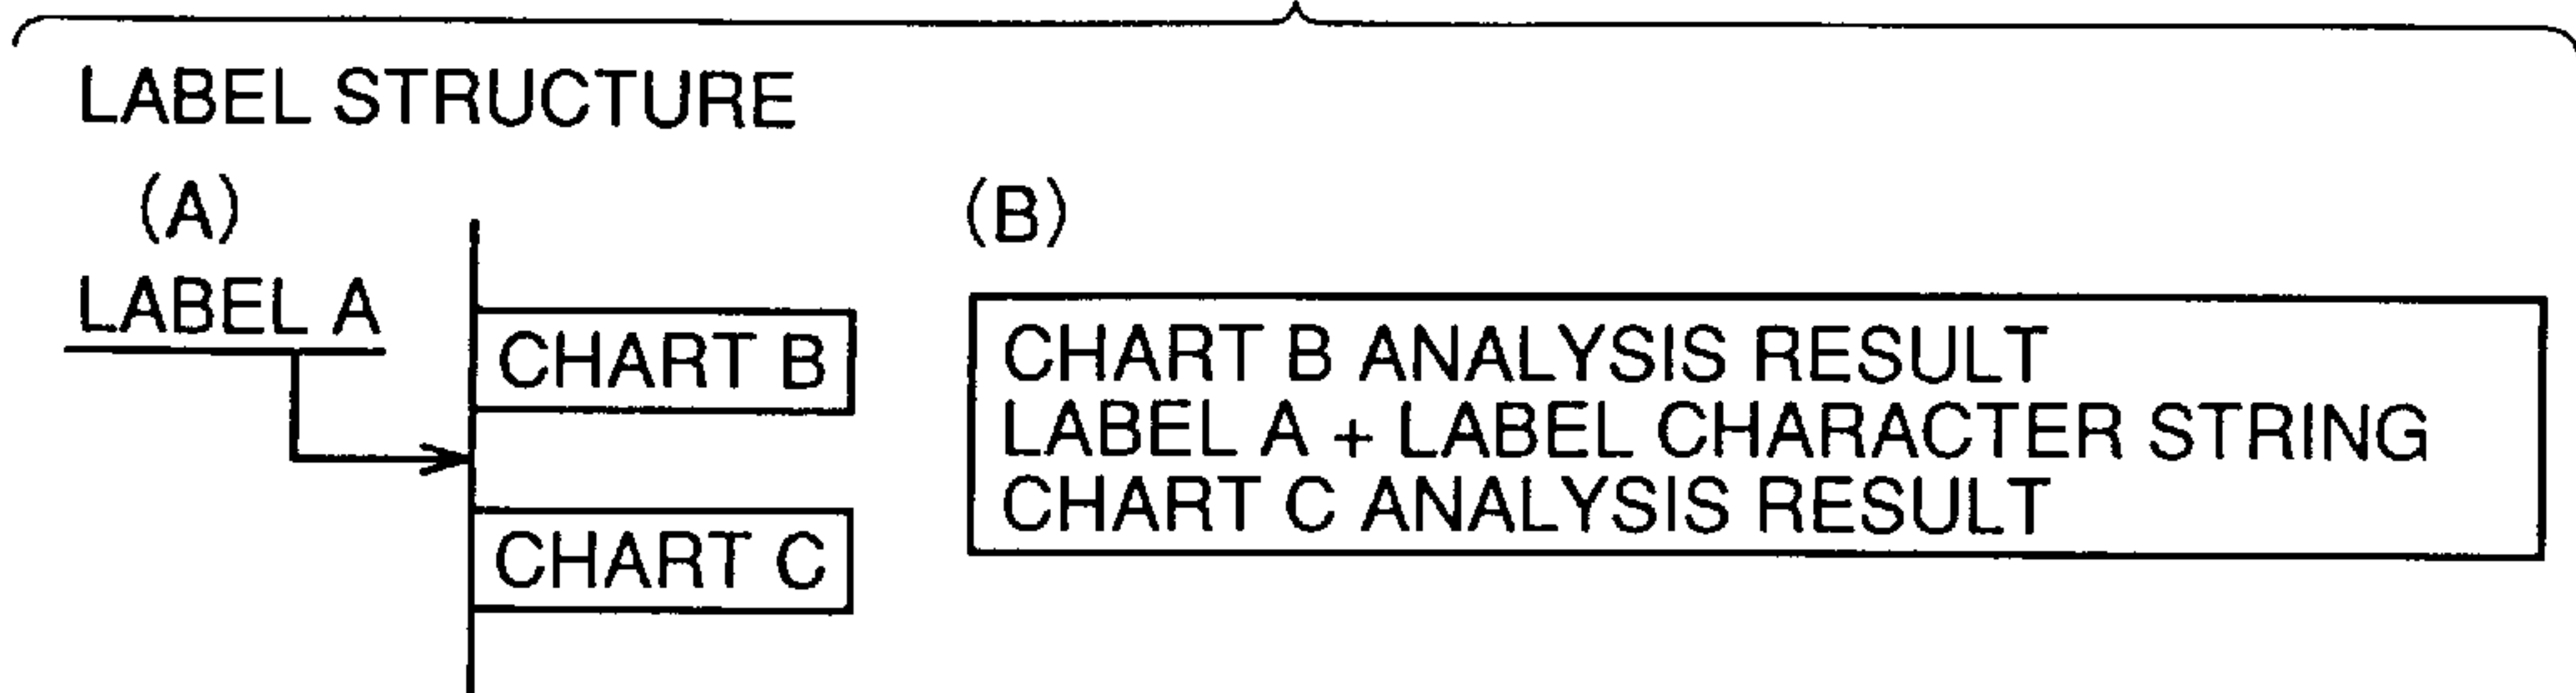 LABEL STRUCTURE
(A)
LABEL A
CHART B
CHART C
(B)
CHART B ANALYSIS RESULT
LABEL A + LABEL CHARACTER STRING
CHART C ANALYSIS RESULT